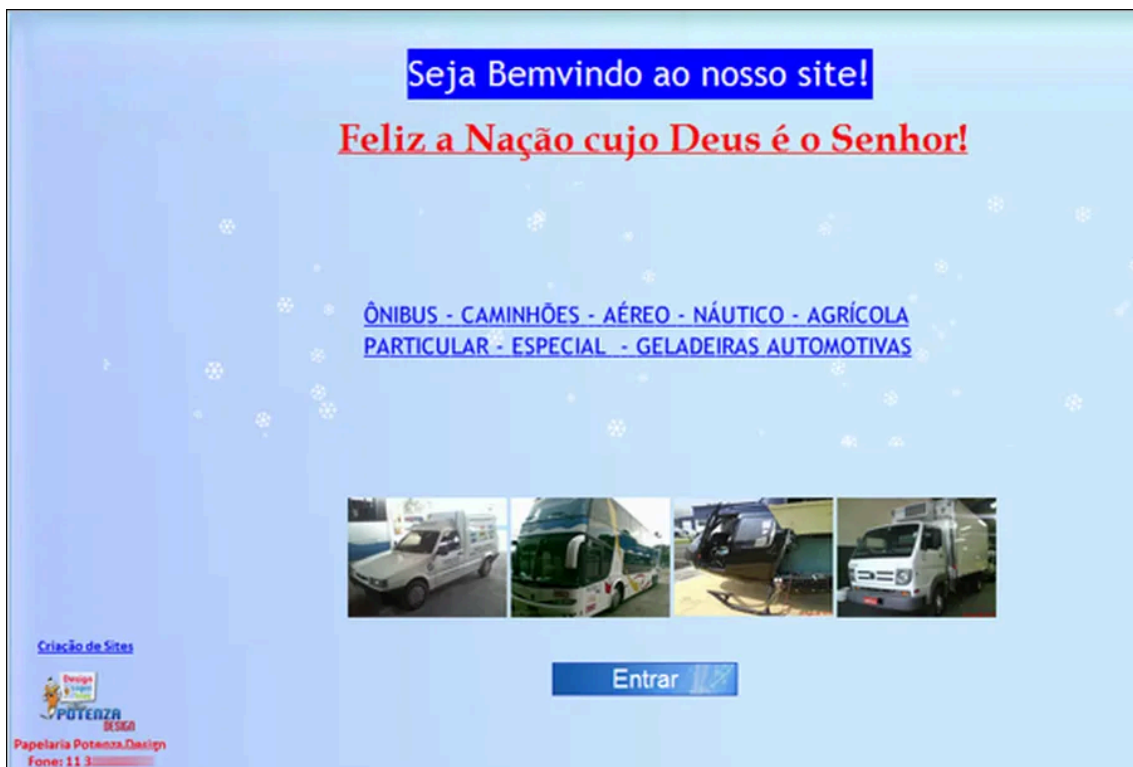 Seja Bemvindo ao nosso site!
Feliz a Nação cujo Deus é o Senhor!
ÔNIBUS - CAMINHÕES - AÉREO - NÁUTICO - AGRÍCOLA
PARTICULAR - ESPECIAL - GELADEIRAS AUTOMOTIVAS
Entrar
Criação de Sites
Design
POTENZA
DESIGN
Papelaria Potenza Design
Fone: 11 3